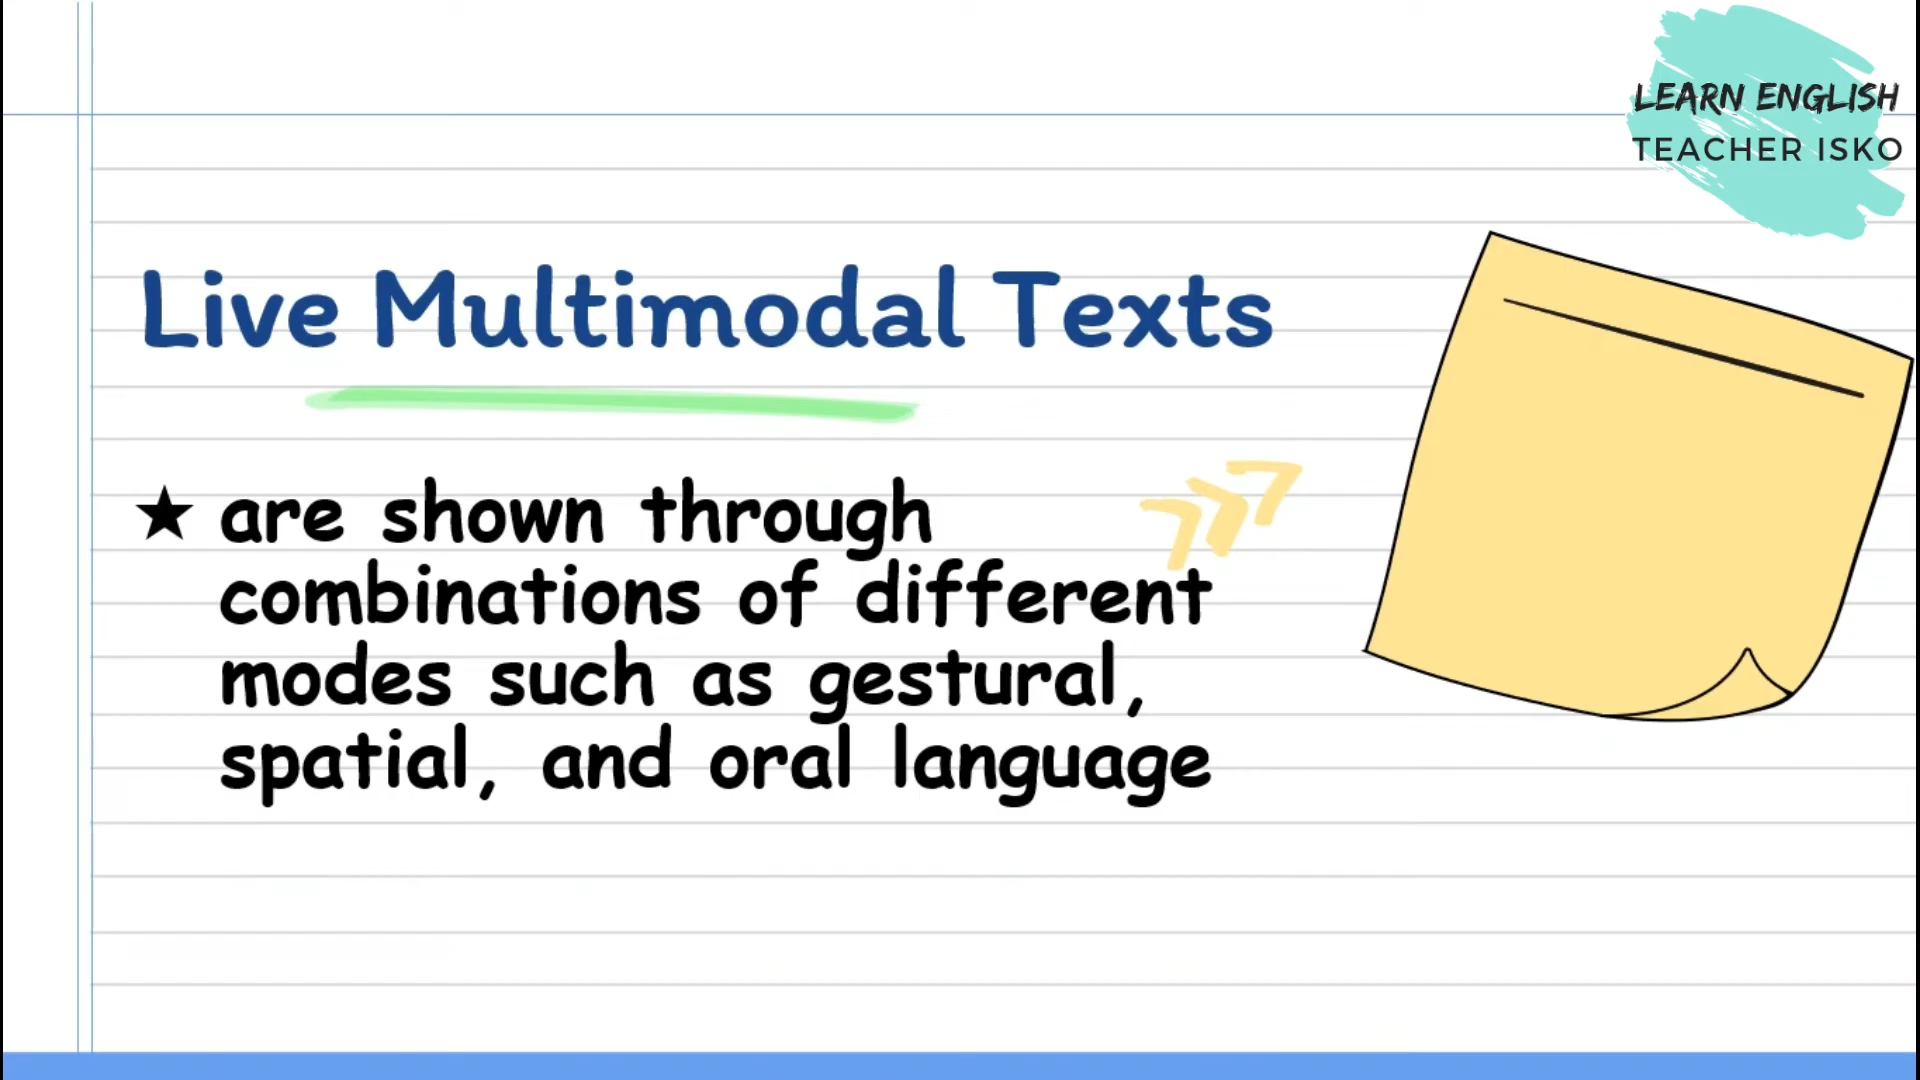 LEARN ENGLISH
TEACHER ISKO
Live Multimodal Texts
★ are shown through
combinations of different
modes such as gestural,
spatial, and oral language